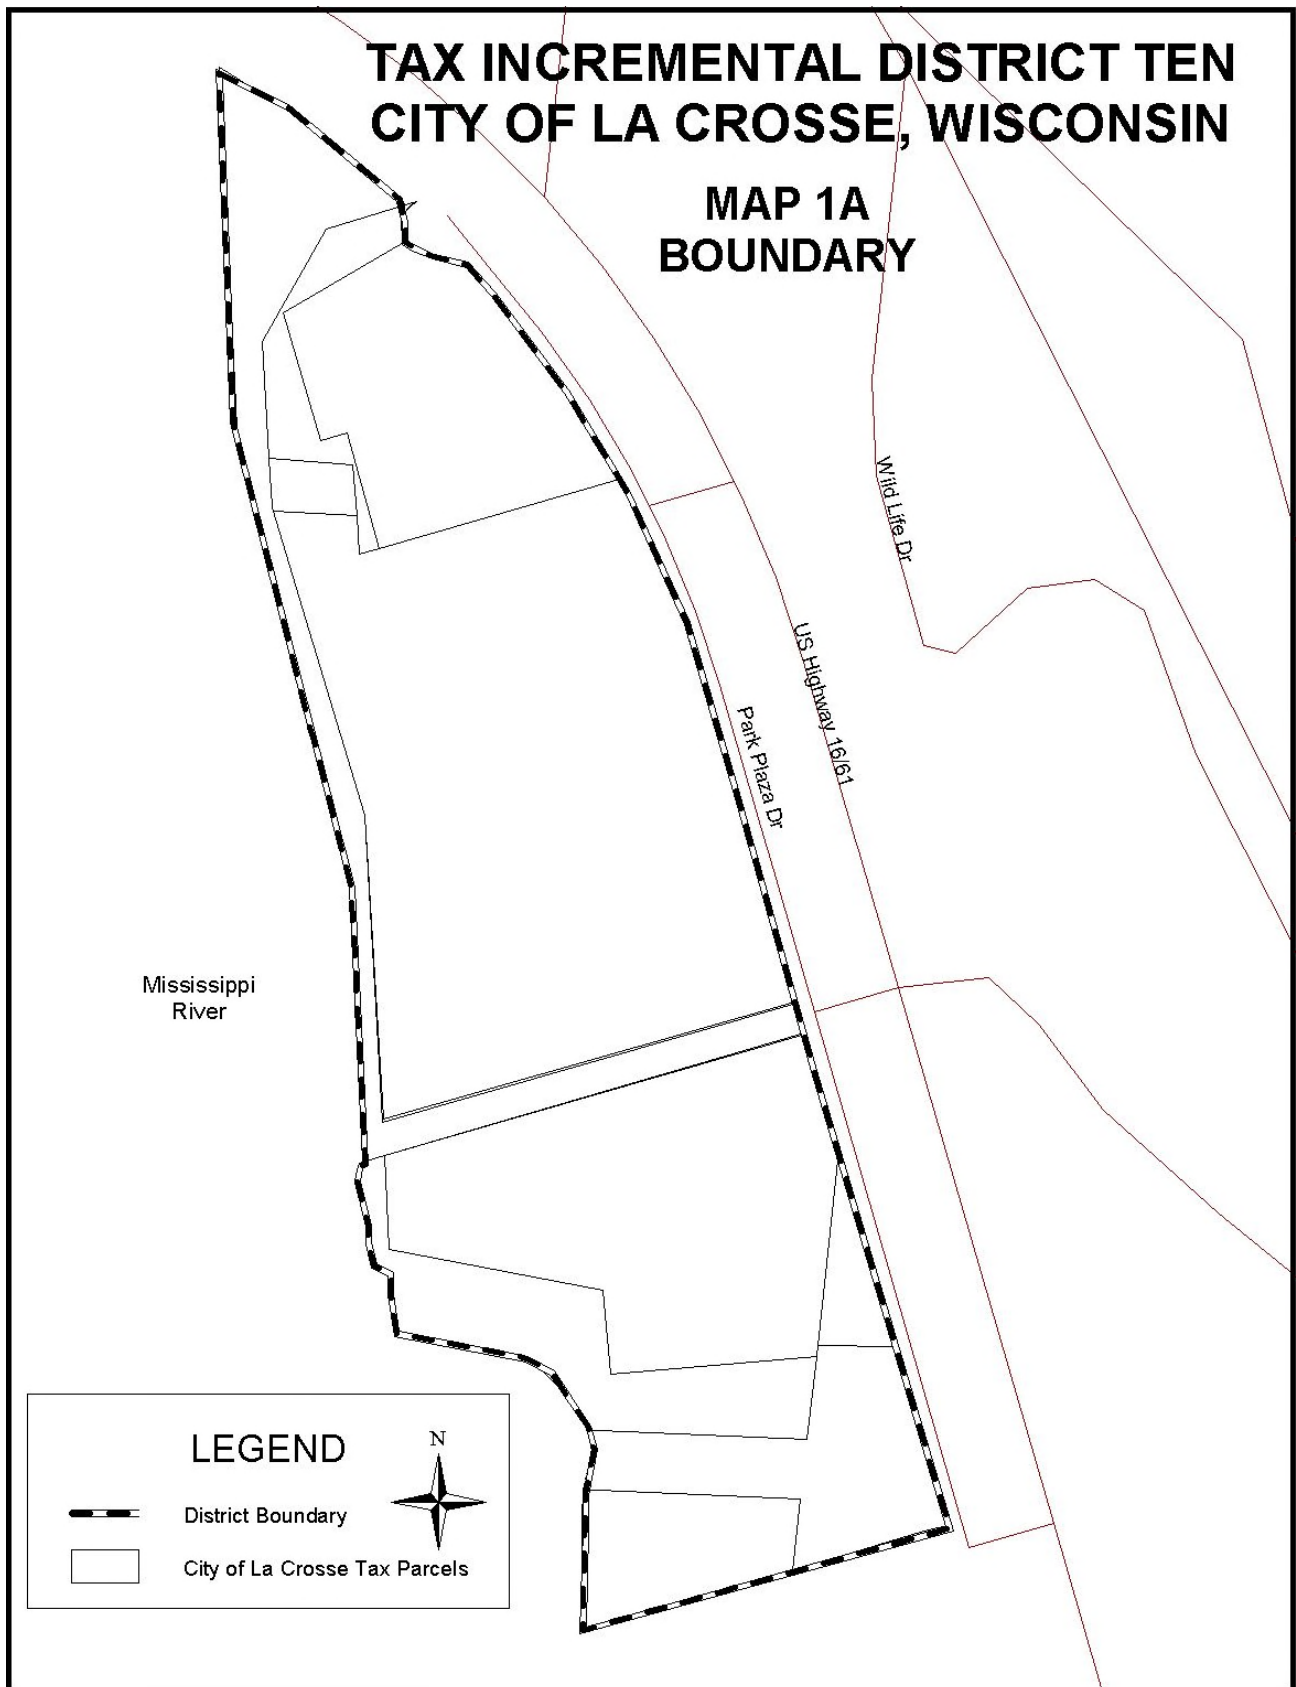 TAX INCREMENTAL DISTRICT TEN
CITY OF LA CROSSE, WISCONSIN
MAP 1A
BOUNDARY
Wild Life Dr
US Highway 16/61
Park Plaza Dr
Mississippi
River
LEGEND
N
District Boundary
City of La Crosse Tax Parcels